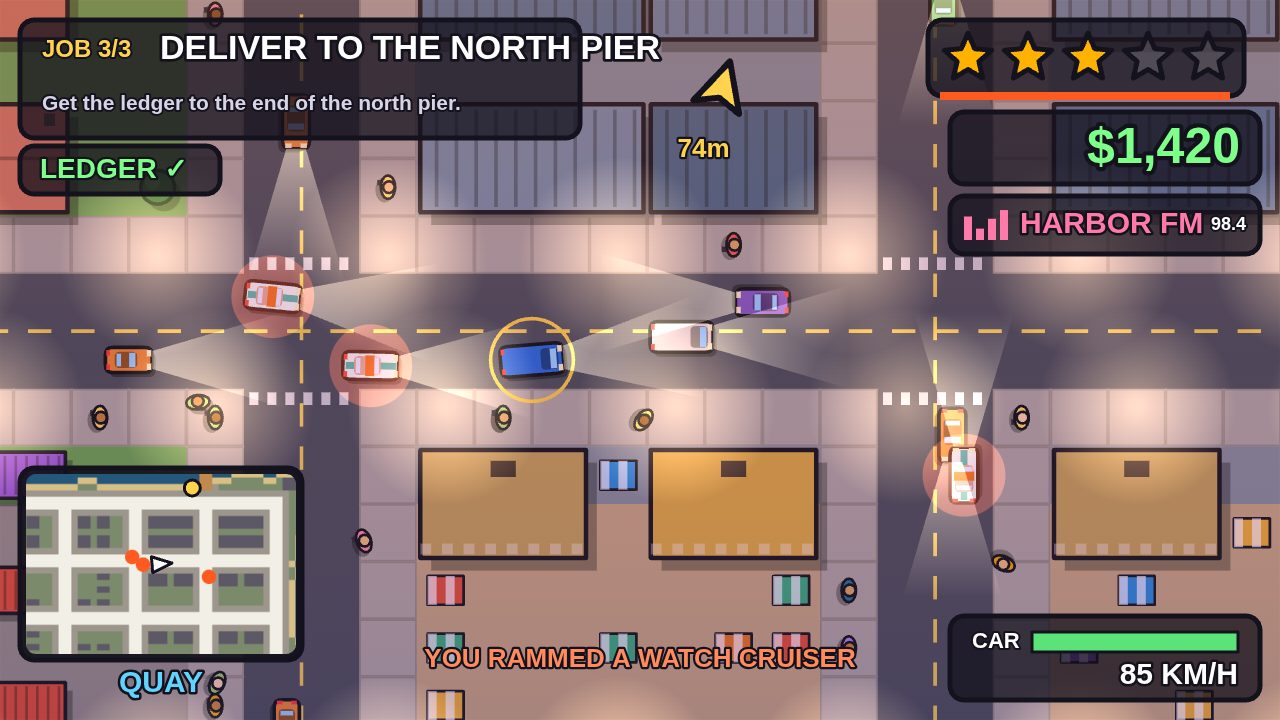 JOB 3/3 DELIVER TO THE NORTH PIER
Get the ledger to the end of the north pier.
LEDGER ✓
74m
$1,420
HARBOR FM 98.4
YOU RAMMED A WATCH CRUISER
CAR
85 KM/H
QUAY